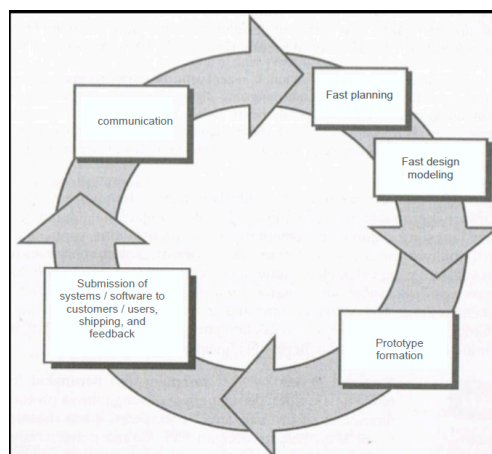 communication
Fast planning
Fast design
modeling
Prototype
formation
Submission of
systems / software to
customers / users,
shipping, and
feedback